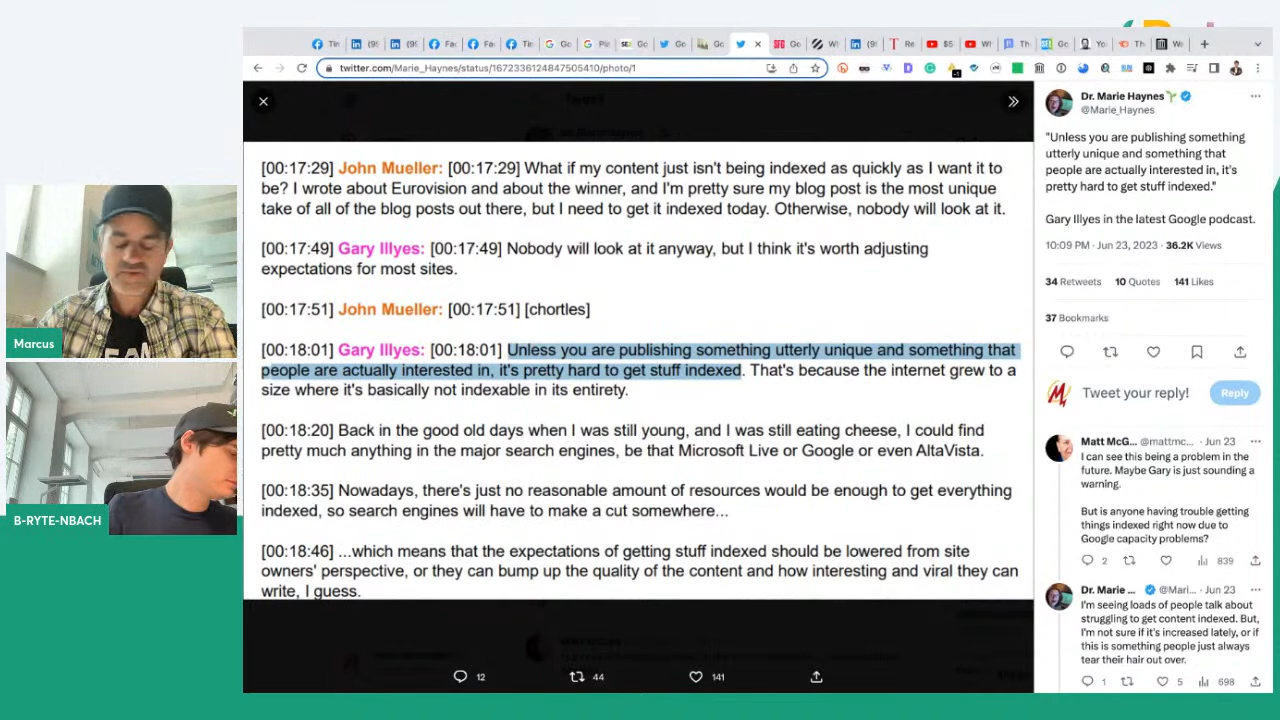 twitter.com/Marie_Haynes/status/1672336124847505410/photo/1
[00:17:29] John Mueller: [00:17:29] What if my content just isn't being indexed as quickly as I want it to
be? I wrote about Eurovision and about the winner, and I'm pretty sure my blog post is the most unique
take of all of the blog posts out there, but I need to get it indexed today. Otherwise, nobody will look at it.
[00:17:49] Gary Illyes: [00:17:49] Nobody will look at it anyway, but I think it's worth adjusting
expectations for most sites.
[00:17:51] John Mueller: [00:17:51] [chortles]
[00:18:01] Gary Illyes: [00:18:01] Unless you are publishing something utterly unique and something that
people are actually interested in, it's pretty hard to get stuff indexed. That's because the internet grew to a
size where it's basically not indexable in its entirety.
[00:18:20] Back in the good old days when I was still young, and I was still eating cheese, I could find
pretty much anything in the major search engines, be that Microsoft Live or Google or even AltaVista.
[00:18:35] Nowadays, there's just no reasonable amount of resources would be enough to get everything
indexed, so search engines will have to make a cut somewhere...
[00:18:46] ...which means that the expectations of getting stuff indexed should be lowered from site
owners' perspective, or they can bump up the quality of the content and how interesting and viral they can
write, I guess.
12 44 141
Dr. Marie Haynes
@Marie_Haynes
"Unless you are publishing something
utterly unique and something that
people are actually interested in, it's
pretty hard to get stuff indexed."
Gary Illyes in the latest Google podcast.
10:09 PM · Jun 23, 2023 · 36.2K Views
34 Retweets 10 Quotes 141 Likes
37 Bookmarks
Tweet your reply!
Reply
Matt McG... @mattmc... · Jun 23
I can see this being a problem in the
future. Maybe Gary is just sounding a
warning.
But is anyone having trouble getting
things indexed right now due to
Google capacity problems?
2 839
Dr. Marie ... @Mari... · Jun 23
I'm seeing loads of people talk about
struggling to get content indexed. But,
I'm not sure if it's increased lately, or if
this is something people just always
tear their hair out over.
1 5 698
Marcus
B-RYTE-NBACH